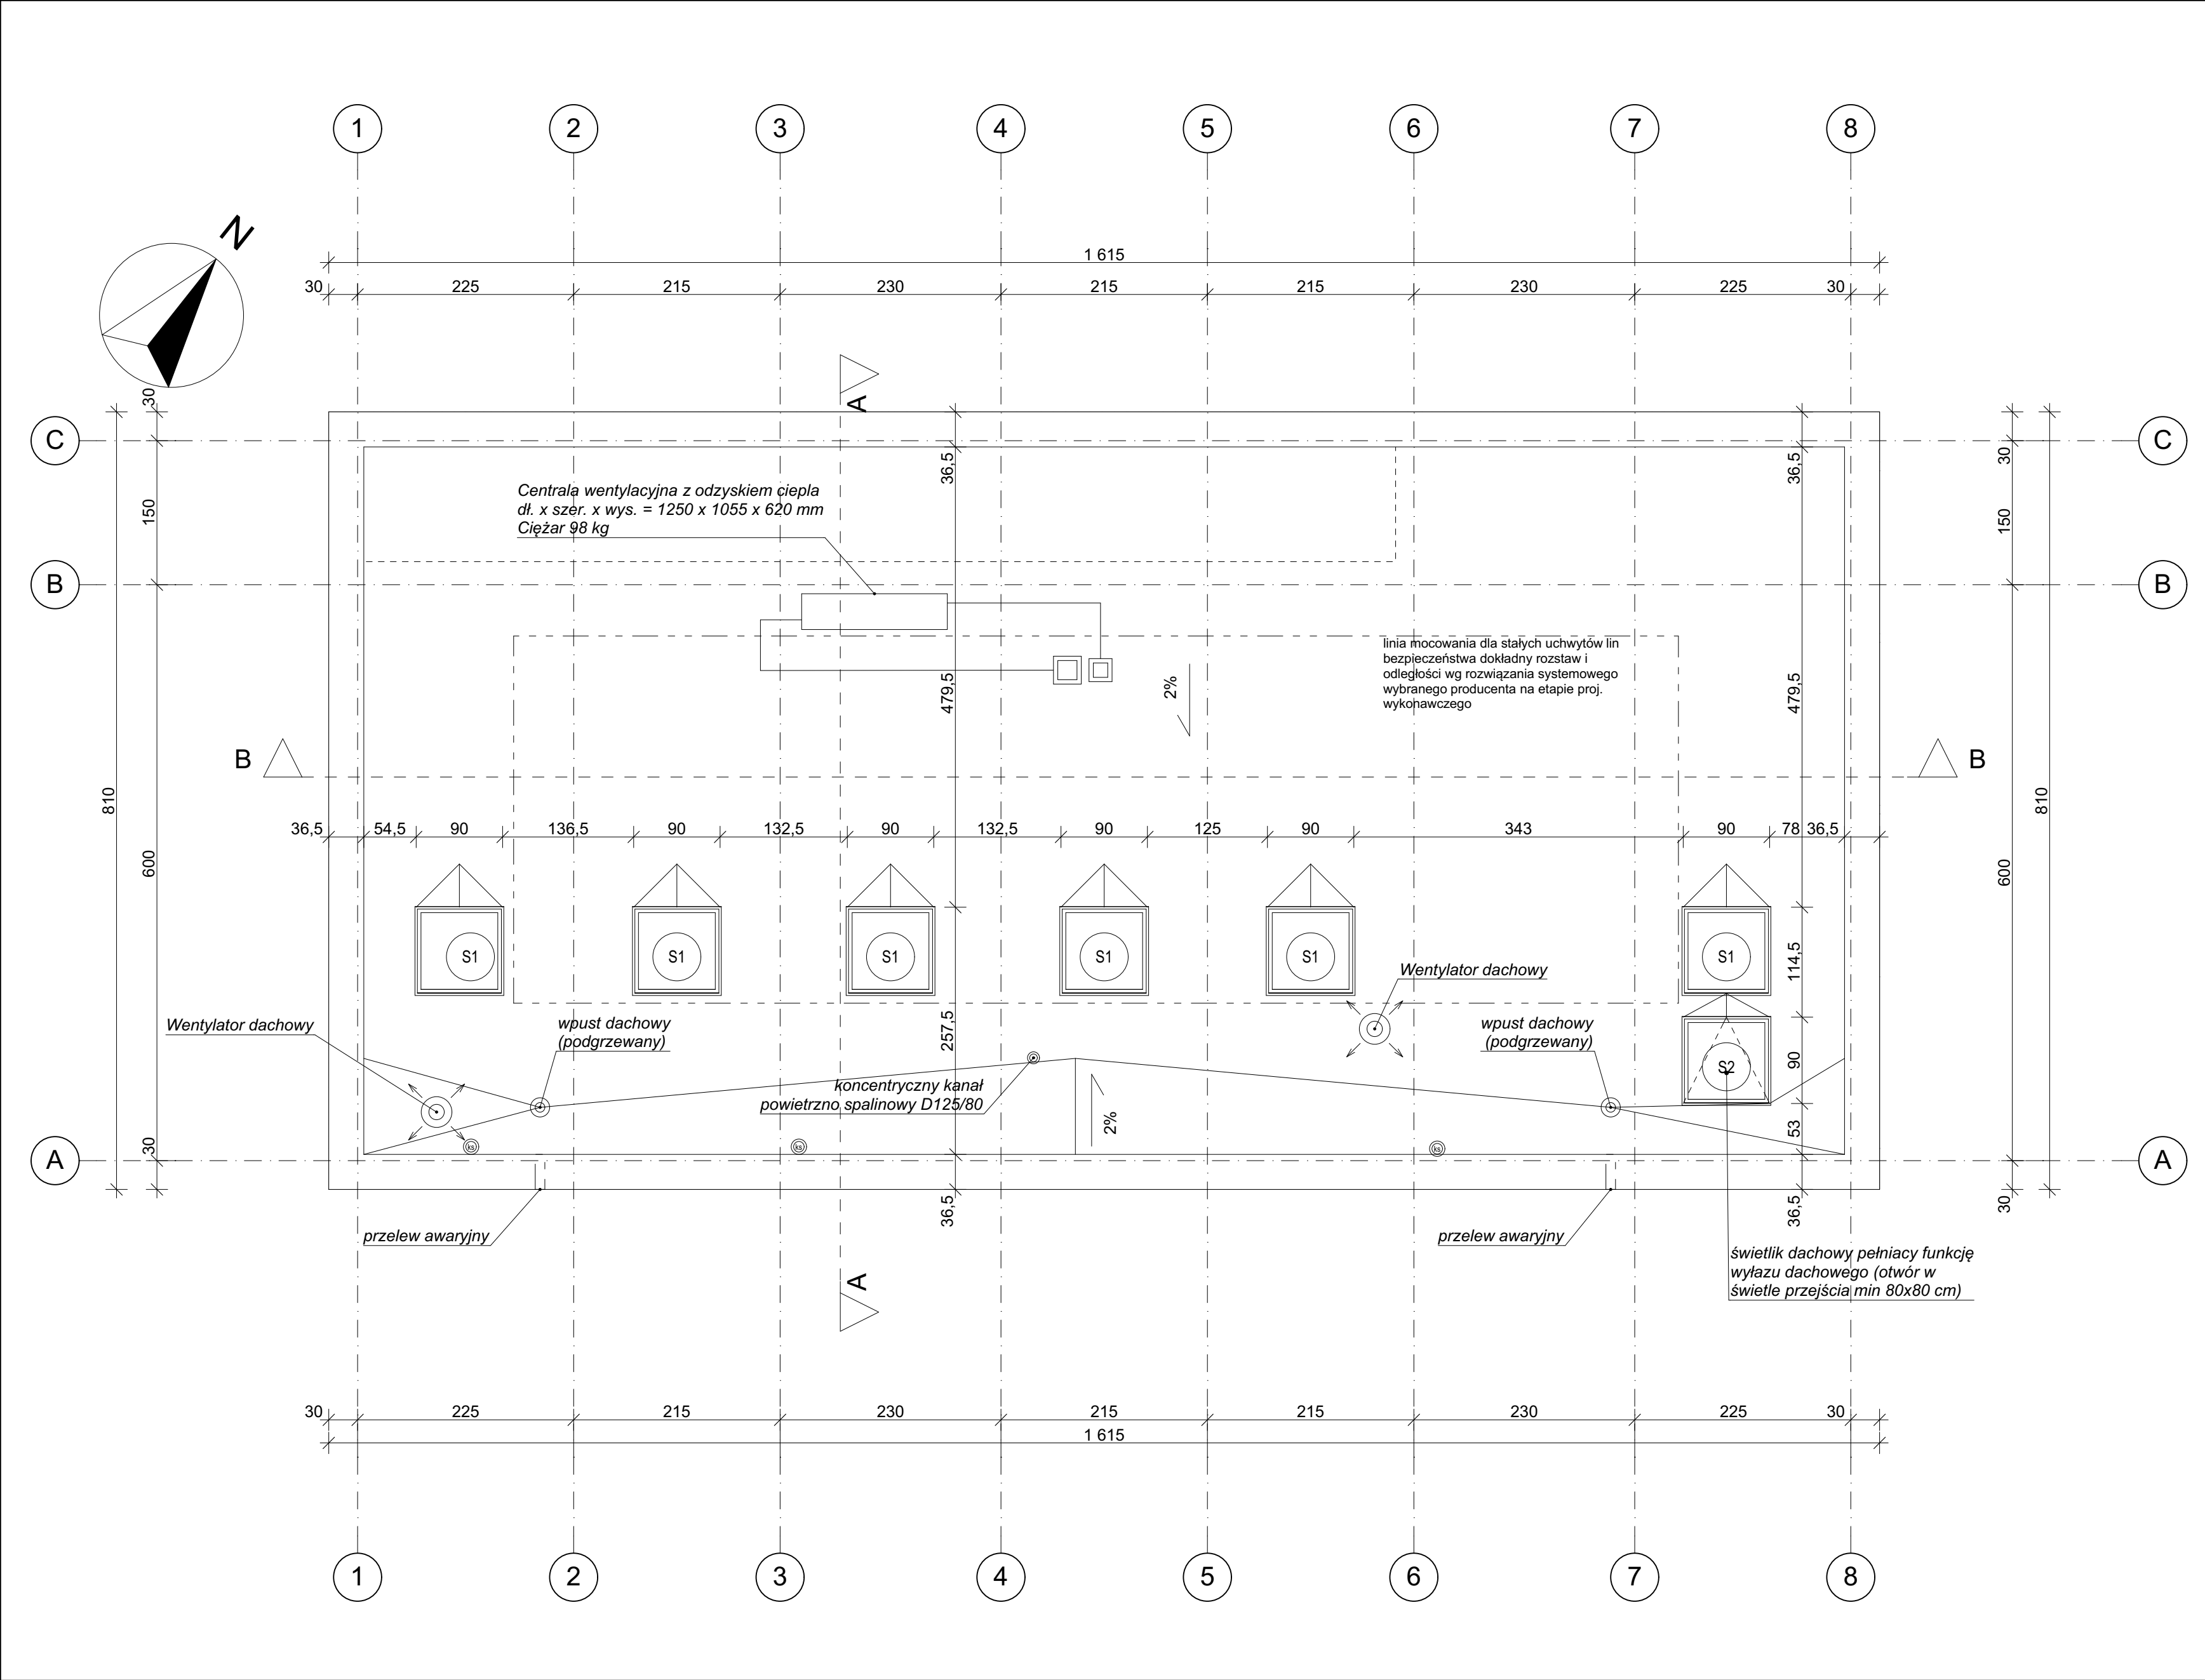 1 2 3 4 5 6 7 8
N
1 615
30 225 215 230 215 215 230 225 30
A
30
C C
36,5 36,5 30
Centrala wentylacyjna z odzyskiem ciepla
dł. x szer. x wys. = 1250 x 1055 x 620 mm
Ciężar 98 kg
150 150
B B
linia mocowania dla stałych uchwytów lin
bezpieczeństwa dokładny rozstaw i
odległości wg rozwiązania systemowego
wybranego producenta na etapie proj.
wykonawczego
479,5 2% 479,5
B B
810 810
36,5 54,5 90 136,5 90 132,5 90 132,5 90 125 90 343 90 78 36,5
600 600
S1 S1 S1 S1 S1 S1
114,5
Wentylator dachowy
Wentylator dachowy
wpust dachowy
(podgrzewany)
257,5
wpust dachowy
(podgrzewany)
S2 90
koncentryczny kanał
powietrzno spalinowy D125/80
2%
53
ks ks ks
30
A A
36,5 36,5 30
przelew awaryjny przelew awaryjny
świetlik dachowy pełniacy funkcję
wyłazu dachowego (otwór w
świetle przejścia min 80x80 cm)
A
30 225 215 230 215 215 230 225 30
1 615
1 2 3 4 5 6 7 8